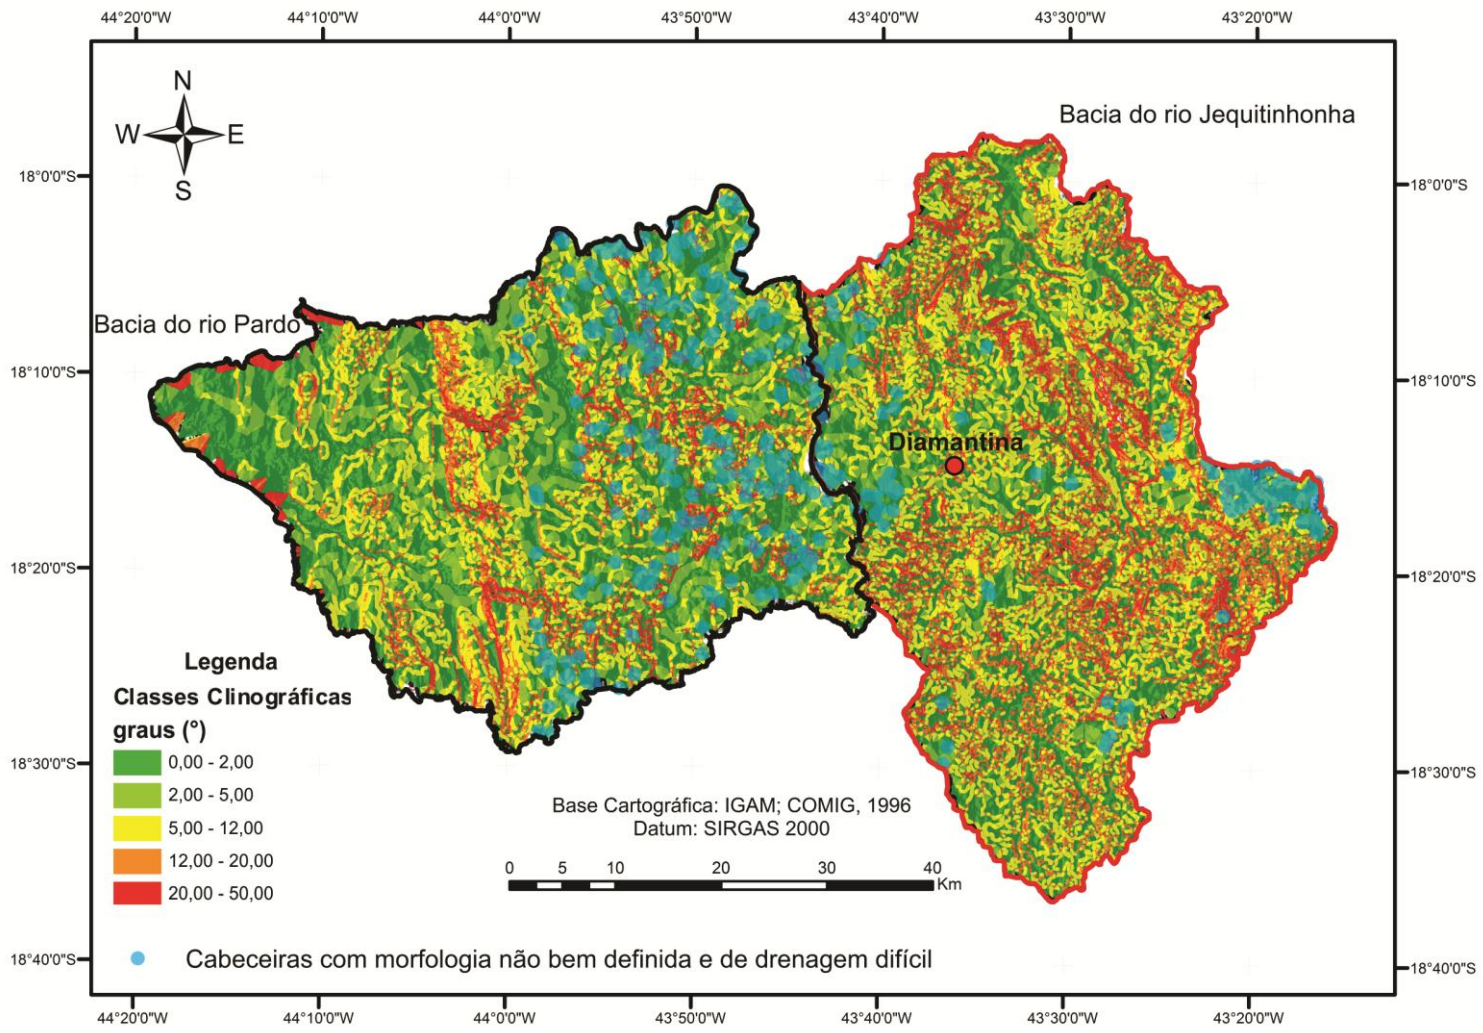 44°20'0"W 44°10'0"W 44°0'0"W 43°50'0"W 43°40'0"W 43°30'0"W 43°20'0"W
N
W E
S
Bacia do rio Jequitinhonha
18°0'0"S
18°0'0"S
Bacia do rio Pardo
18°10'0"S
18°10'0"S
Diamantina
18°20'0"S
18°20'0"S
Legenda
Classes Clinográficas
graus (°)
0,00 - 2,00
2,00 - 5,00
5,00 - 12,00
12,00 - 20,00
20,00 - 50,00
18°30'0"S
18°30'0"S
Base Cartográfica: IGAM; COMIG, 1996
Datum: SIRGAS 2000
0 5 10 20 30 40
Km
Cabeceiras com morfologia não bem definida e de drenagem difícil
18°40'0"S
18°40'0"S
44°20'0"W 44°10'0"W 44°0'0"W 43°50'0"W 43°40'0"W 43°30'0"W 43°20'0"W